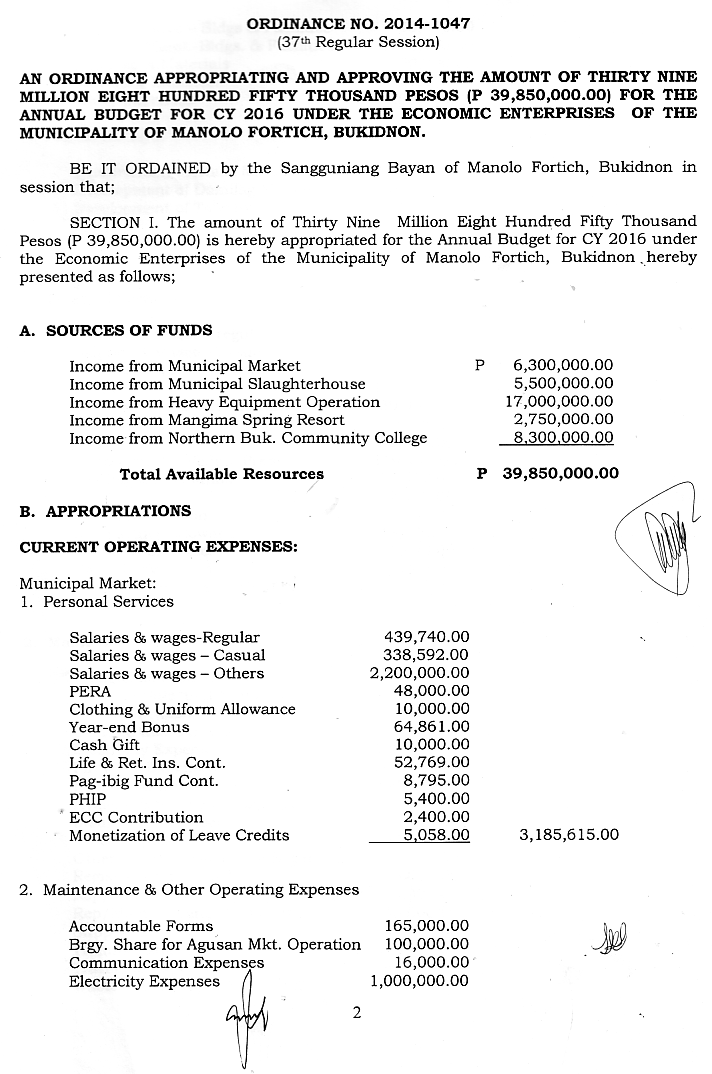 ORDINANCE NO. 2014-1047
(37th Regular Session)
AN ORDINANCE APPROPRIATING AND APPROVING THE AMOUNT OF THIRTY NINE
MILLION EIGHT HUNDRED FIFTY THOUSAND PESOS (P 39,850,000.00) FOR THE
ANNUAL BUDGET FOR CY 2016 UNDER THE ECONOMIC ENTERPRISES OF THE
MUNICIPALITY OF MANOLO FORTICH, BUKIDNON.
BE IT ORDAINED by the Sangguniang Bayan of Manolo Fortich, Bukidnon in
session that;
SECTION I. The amount of Thirty Nine Million Eight Hundred Fifty Thousand
Pesos (P 39,850,000.00) is hereby appropriated for the Annual Budget for CY 2016 under
the Economic Enterprises of the Municipality of Manolo Fortich, Bukidnon hereby
presented as follows;
A. SOURCES OF FUNDS
Income from Municipal Market P 6,300,000.00
Income from Municipal Slaughterhouse 5,500,000.00
Income from Heavy Equipment Operation 17,000,000.00
Income from Mangima Spring Resort 2,750,000.00
Income from Northern Buk. Community College 8,300,000.00
Total Available Resources P 39,850,000.00
B. APPROPRIATIONS
CURRENT OPERATING EXPENSES:
Municipal Market:
1. Personal Services
Salaries & wages-Regular 439,740.00
Salaries & wages – Casual 338,592.00
Salaries & wages – Others 2,200,000.00
PERA 48,000.00
Clothing & Uniform Allowance 10,000.00
Year-end Bonus 64,861.00
Cash Gift 10,000.00
Life & Ret. Ins. Cont. 52,769.00
Pag-ibig Fund Cont. 8,795.00
PHIP 5,400.00
ECC Contribution 2,400.00
Monetization of Leave Credits 5,058.00 3,185,615.00
2. Maintenance & Other Operating Expenses
Accountable Forms 165,000.00
Brgy. Share for Agusan Mkt. Operation 100,000.00
Communication Expenses 16,000.00
Electricity Expenses 1,000,000.00
2